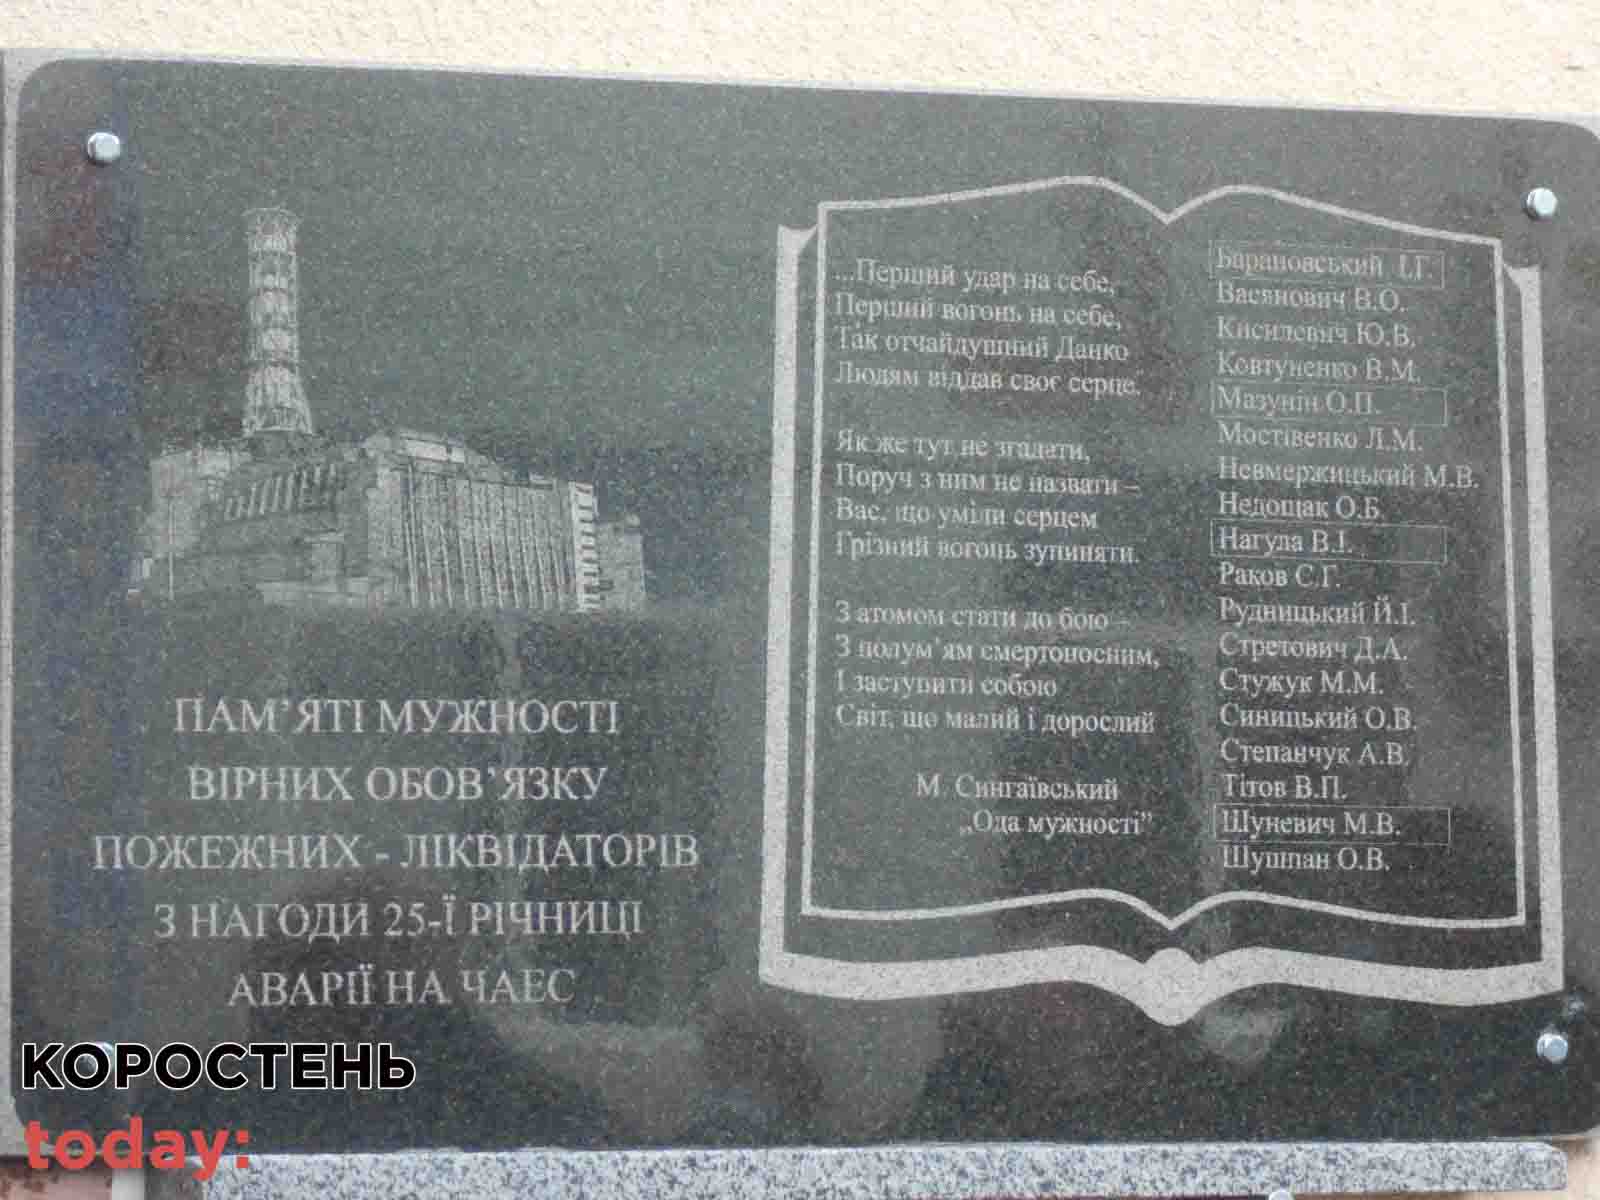 ПАМ’ЯТІ МУЖНОСТІ
ВІРНИХ ОБОВ’ЯЗКУ
ПОЖЕЖНИХ - ЛІКВІДАТОРІВ
З НАГОДИ 25-Ї РІЧНИЦІ
АВАРІЇ НА ЧАЕС
...Перший удар на себе,
Перший вогонь на себе,
Так отчайдушний Данко
Людям віддав своє серце.
Як же тут не згадати,
Поруч з ним не назвати –
Вас, що уміли серцем
Грізний вогонь зупиняти.
З атомом стати до бою –
З полум’ям смертоносним,
І заступити собою
Світ, що малий і дорослий
М. Сингаївський
„Ода мужності”
Барановський І.Г.
Васянович В.О.
Кисилевич Ю.В.
Ковтуненко В.М.
Мазунін О.П.
Мостівенко Л.М.
Невмержицький М.В.
Недощак О.Б.
Нагула В.І.
Раков С.Г.
Рудницький Й.І.
Стретович Д.А.
Стужук М.М.
Синицький О.В.
Степанчук А.В.
Тітов В.П.
Шуневич М.В.
Шушпан О.В.
КОРОСТЕНЬ
today: